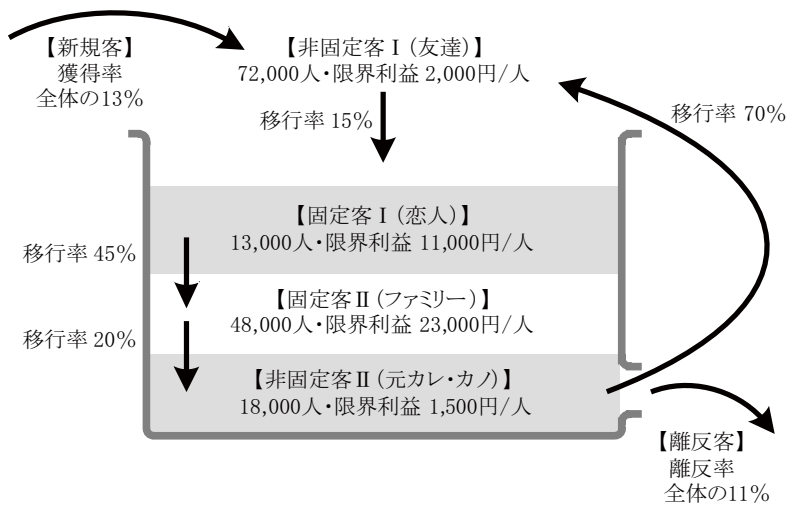 【新規客】
獲得率
全体の13%
【非固定客Ⅰ(友達)】
72,000人・限界利益 2,000円/人
移行率 15%
移行率 70%
【固定客Ⅰ(恋人)】
13,000人・限界利益 11,000円/人
移行率 45%
【固定客Ⅱ(ファミリー)】
48,000人・限界利益 23,000円/人
移行率 20%
【非固定客Ⅱ(元カレ・カノ)】
18,000人・限界利益 1,500円/人
【離反客】
離反率
全体の11%